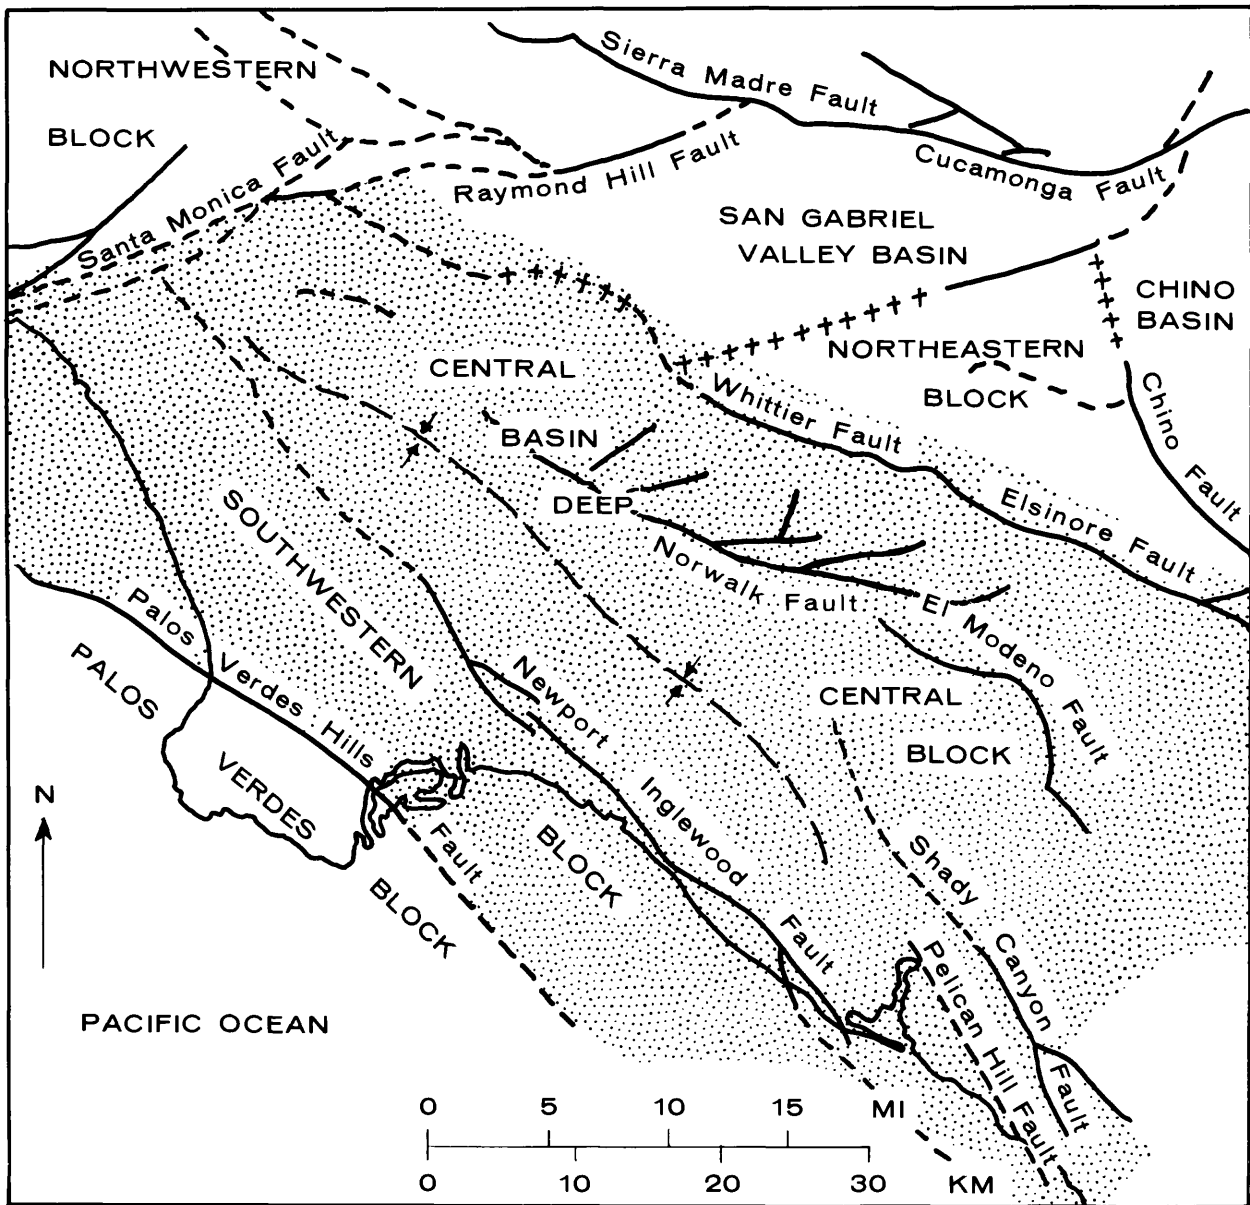 NORTHWESTERN
BLOCK
Sierra Madre Fault
Cucamonga Fault
Santa Monica Fault
Raymond Hill Fault
SAN GABRIEL
VALLEY BASIN
CHINO
BASIN
NORTHEASTERN
BLOCK
Chino Fault
CENTRAL
BASIN
DEEP
Whittier Fault
Elsinore Fault
SOUTHWESTERN
BLOCK
Norwalk Fault
El Modeno Fault
Palos Verdes Hills Fault
PALOS
VERDES
BLOCK
Newport Inglewood Fault
CENTRAL
BLOCK
Shady Canyon Fault
Pelican Hill Fault
N
PACIFIC OCEAN
0 5 10 15 MI
0 10 20 30 KM